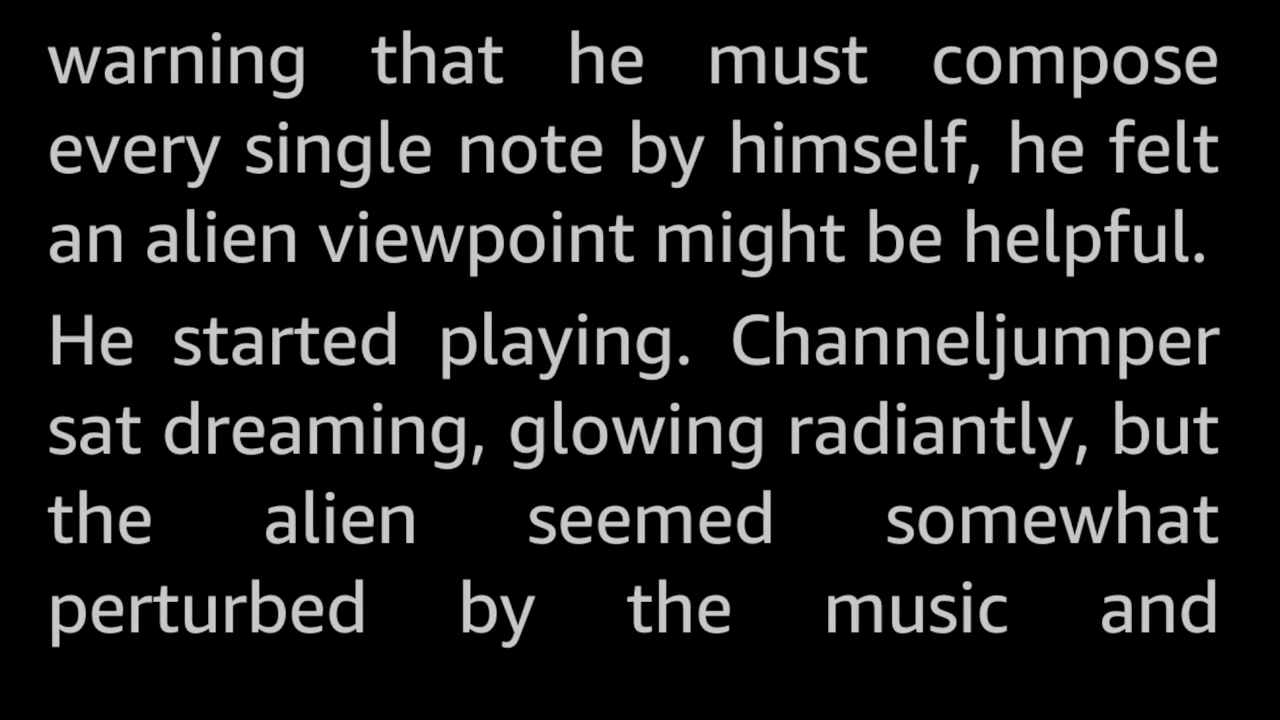 warning that he must compose
every single note by himself, he felt
an alien viewpoint might be helpful.
He started playing. Channeljumper
sat dreaming, glowing radiantly, but
the alien seemed somewhat
perturbed by the music and